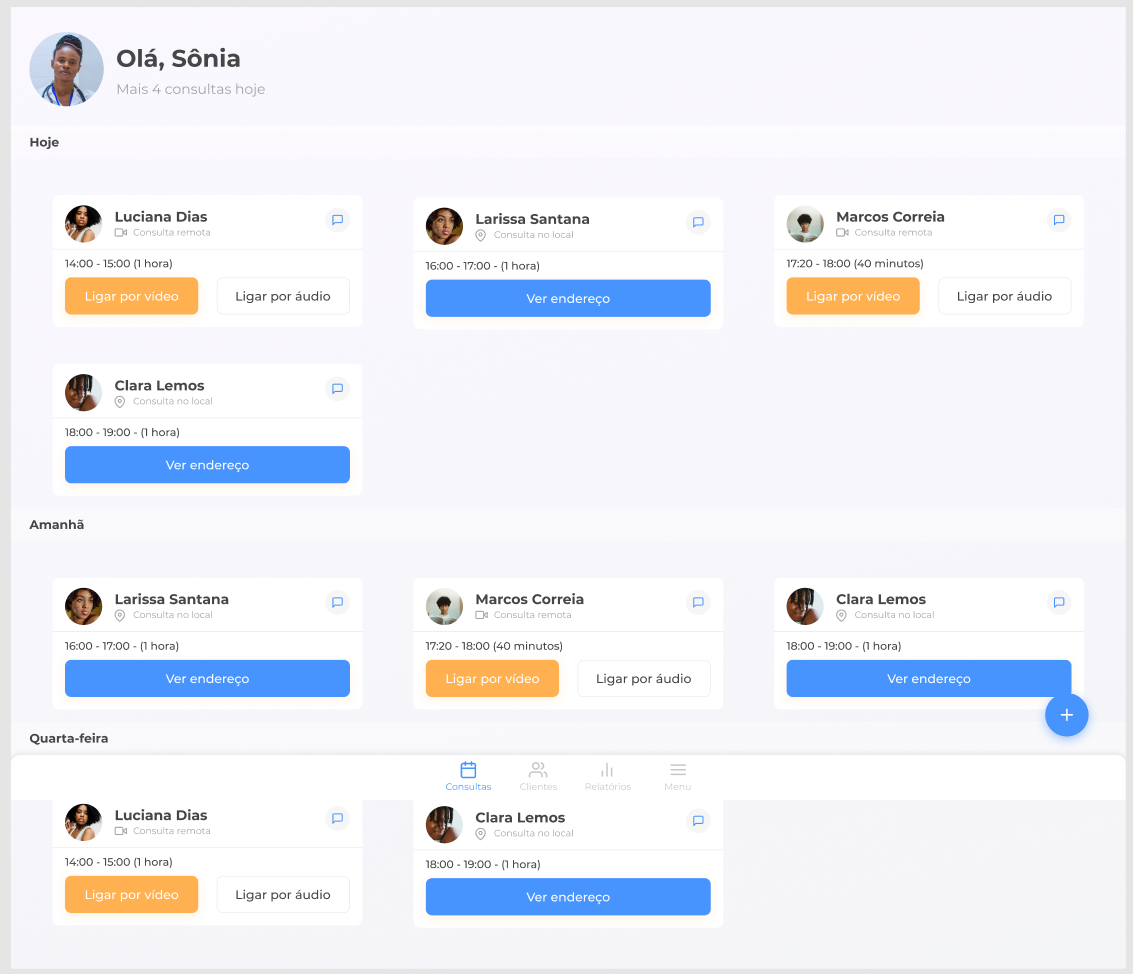 Olá, Sônia
Mais 4 consultas hoje
Hoje
Luciana Dias
Consulta remota
14:00 - 15:00 (1 hora)
Ligar por vídeo
Ligar por áudio
Larissa Santana
Consulta no local
16:00 - 17:00 - (1 hora)
Ver endereço
Marcos Correia
Consulta remota
17:20 - 18:00 (40 minutos)
Ligar por vídeo
Ligar por áudio
Clara Lemos
Consulta no local
18:00 - 19:00 - (1 hora)
Ver endereço
Amanhã
Larissa Santana
Consulta no local
16:00 - 17:00 - (1 hora)
Ver endereço
Marcos Correia
Consulta remota
17:20 - 18:00 (40 minutos)
Ligar por vídeo
Ligar por áudio
Clara Lemos
Consulta no local
18:00 - 19:00 - (1 hora)
Ver endereço
Quarta-feira
Consultas
Clientes
Relatórios
Menu
Luciana Dias
Consulta remota
14:00 - 15:00 (1 hora)
Ligar por vídeo
Ligar por áudio
Clara Lemos
Consulta no local
18:00 - 19:00 - (1 hora)
Ver endereço